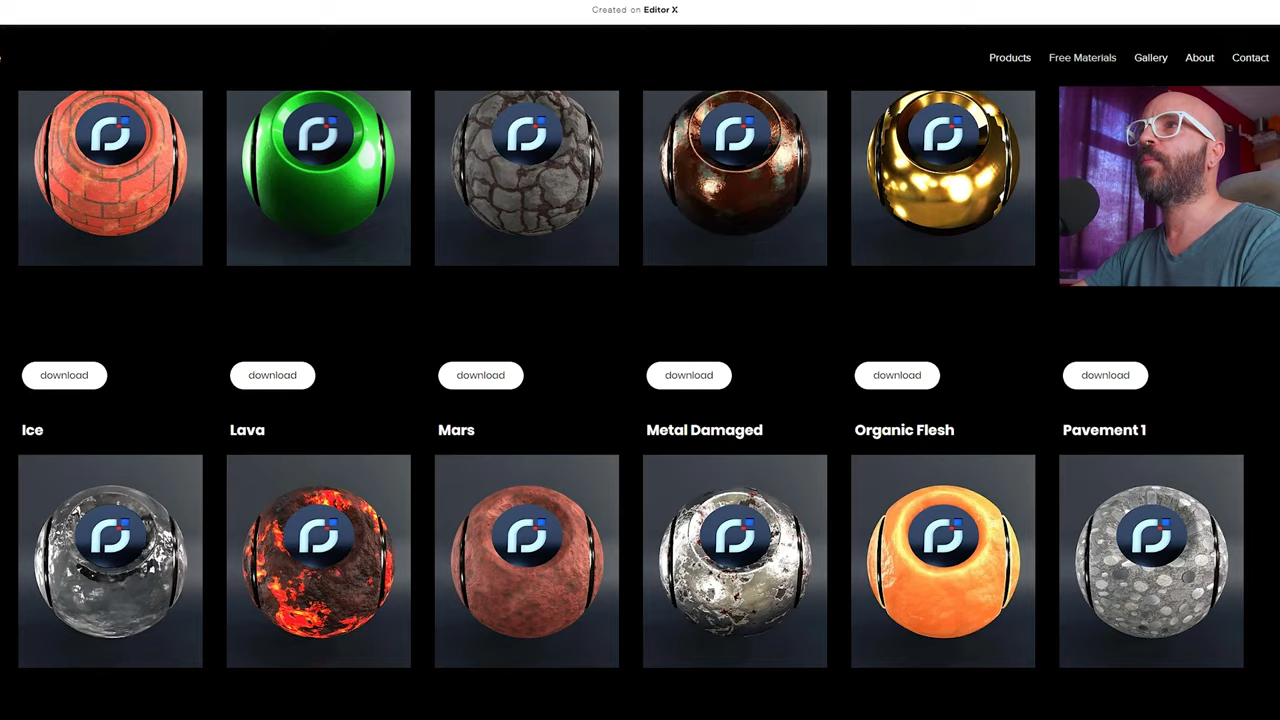 Created on Editor X
Products Free Materials Gallery About Contact
download download download download download download
Ice Lava Mars Metal Damaged Organic Flesh Pavement 1